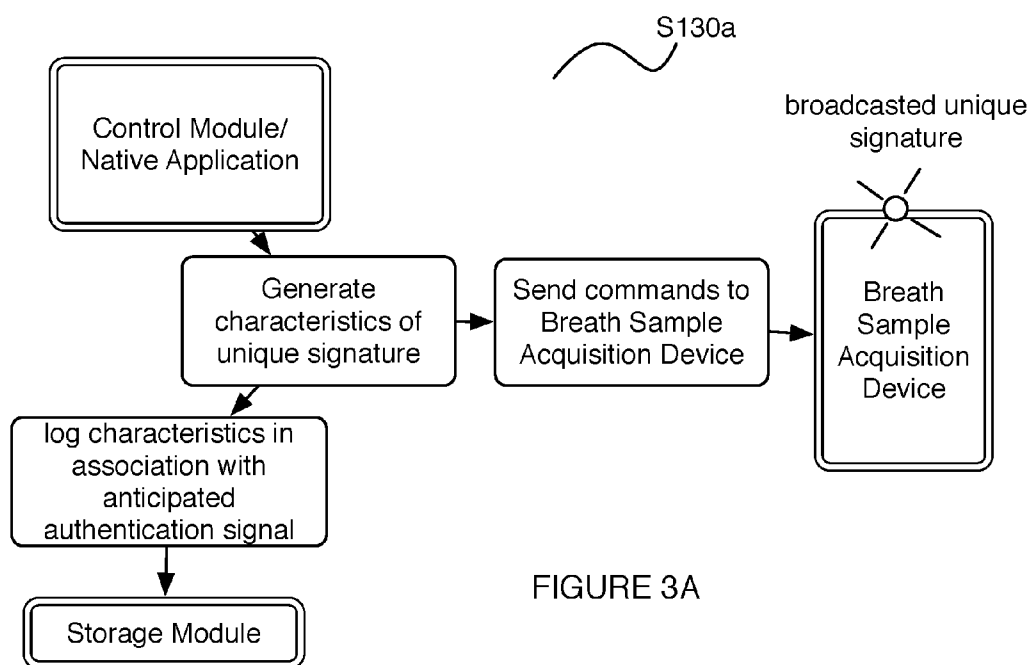 S130a
Control Module/
Native Application
broadcasted unique
signature
Generate
characteristics of
unique signature
Send commands to
Breath Sample
Acquisition Device
Breath
Sample
Acquisition
Device
log characteristics in
association with
anticipated
authentication signal
Storage Module
FIGURE 3A